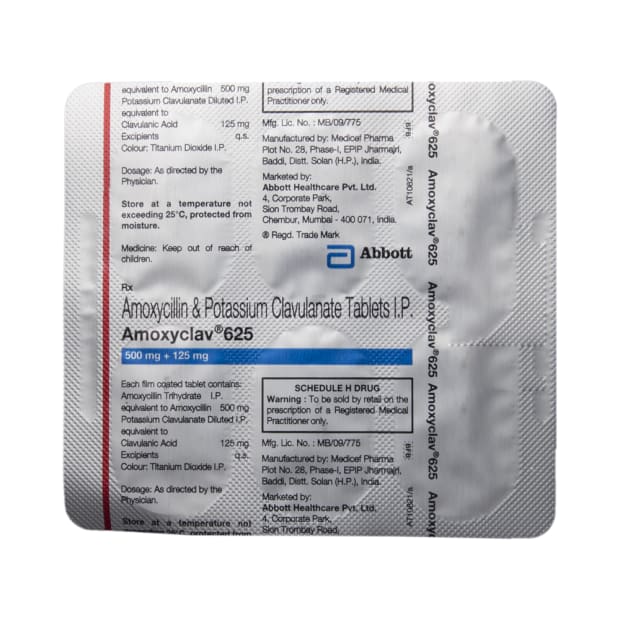 equivalent to Amoxycillin 500 mg
Potassium Clavulanate Diluted I.P.
equivalent to
Clavulanic Acid 125 mg
Excipients q.s.
Colour: Titanium Dioxide I.P.
Dosage: As directed by the
Physician.
Store at a temperature not
exceeding 25°C, protected from
moisture.
Medicine: Keep out of reach of
children.
prescription of a Registered Medical
Practitioner only.
Mfg. Lic. No. : MB/09/775
Manufactured by: Medicef Pharma
Plot No. 28, Phase-I, EPIP Jharmajri,
Baddi, Distt. Solan (H.P.), India.
Marketed by:
Abbott Healthcare Pvt. Ltd.
4, Corporate Park,
Sion Trombay Road,
Chembur, Mumbai - 400 071, India.
® Regd. Trade Mark
Abbott
Rx
Amoxycillin & Potassium Clavulanate Tablets I.P.
Amoxyclav®625
500 mg + 125 mg
Each film coated tablet contains:
Amoxycillin Trihydrate I.P.
equivalent to Amoxycillin 500 mg
Potassium Clavulanate Diluted I.P.
equivalent to
Clavulanic Acid 125 mg
Excipients q.s.
Colour: Titanium Dioxide I.P.
Dosage: As directed by the
Physician.
Store at a temperature not
SCHEDULE H DRUG
Warning : To be sold by retail on the
prescription of a Registered Medical
Practitioner only.
Mfg. Lic. No. : MB/09/775
Manufactured by: Medicef Pharma
Plot No. 28, Phase-I, EPIP Jharmajri,
Baddi, Distt. Solan (H.P.), India.
Marketed by:
Abbott Healthcare Pvt. Ltd.
4, Corporate Park,
Sion Trombay Road,
Amoxyclav®625 Amoxyclav®625 Amoxyclav®625 Amoxyclav®625